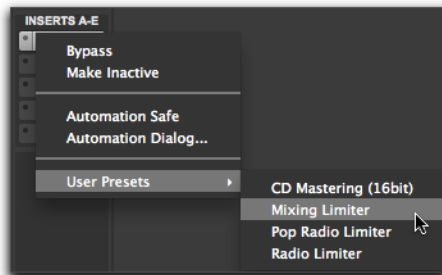 INSERTS A-E
Bypass
Make Inactive
Automation Safe
Automation Dialog...
User Presets
CD Mastering (16bit)
Mixing Limiter
Pop Radio Limiter
Radio Limiter